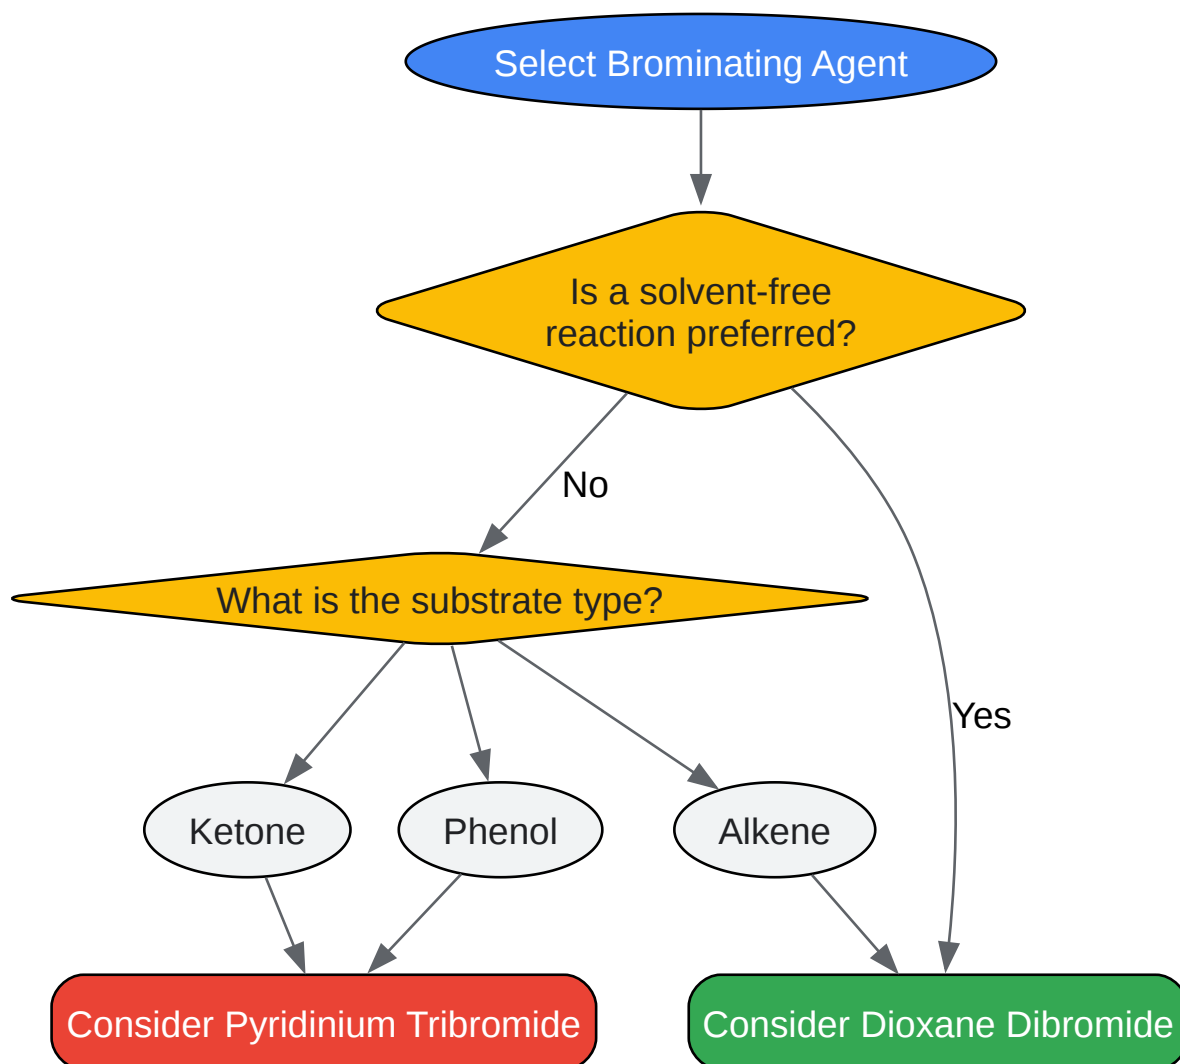 Select Brominating Agent
Is a solvent-free
reaction preferred?
No
What is the substrate type?
Yes
Ketone
Phenol
Alkene
Consider Pyridinium Tribromide
Consider Dioxane Dibromide